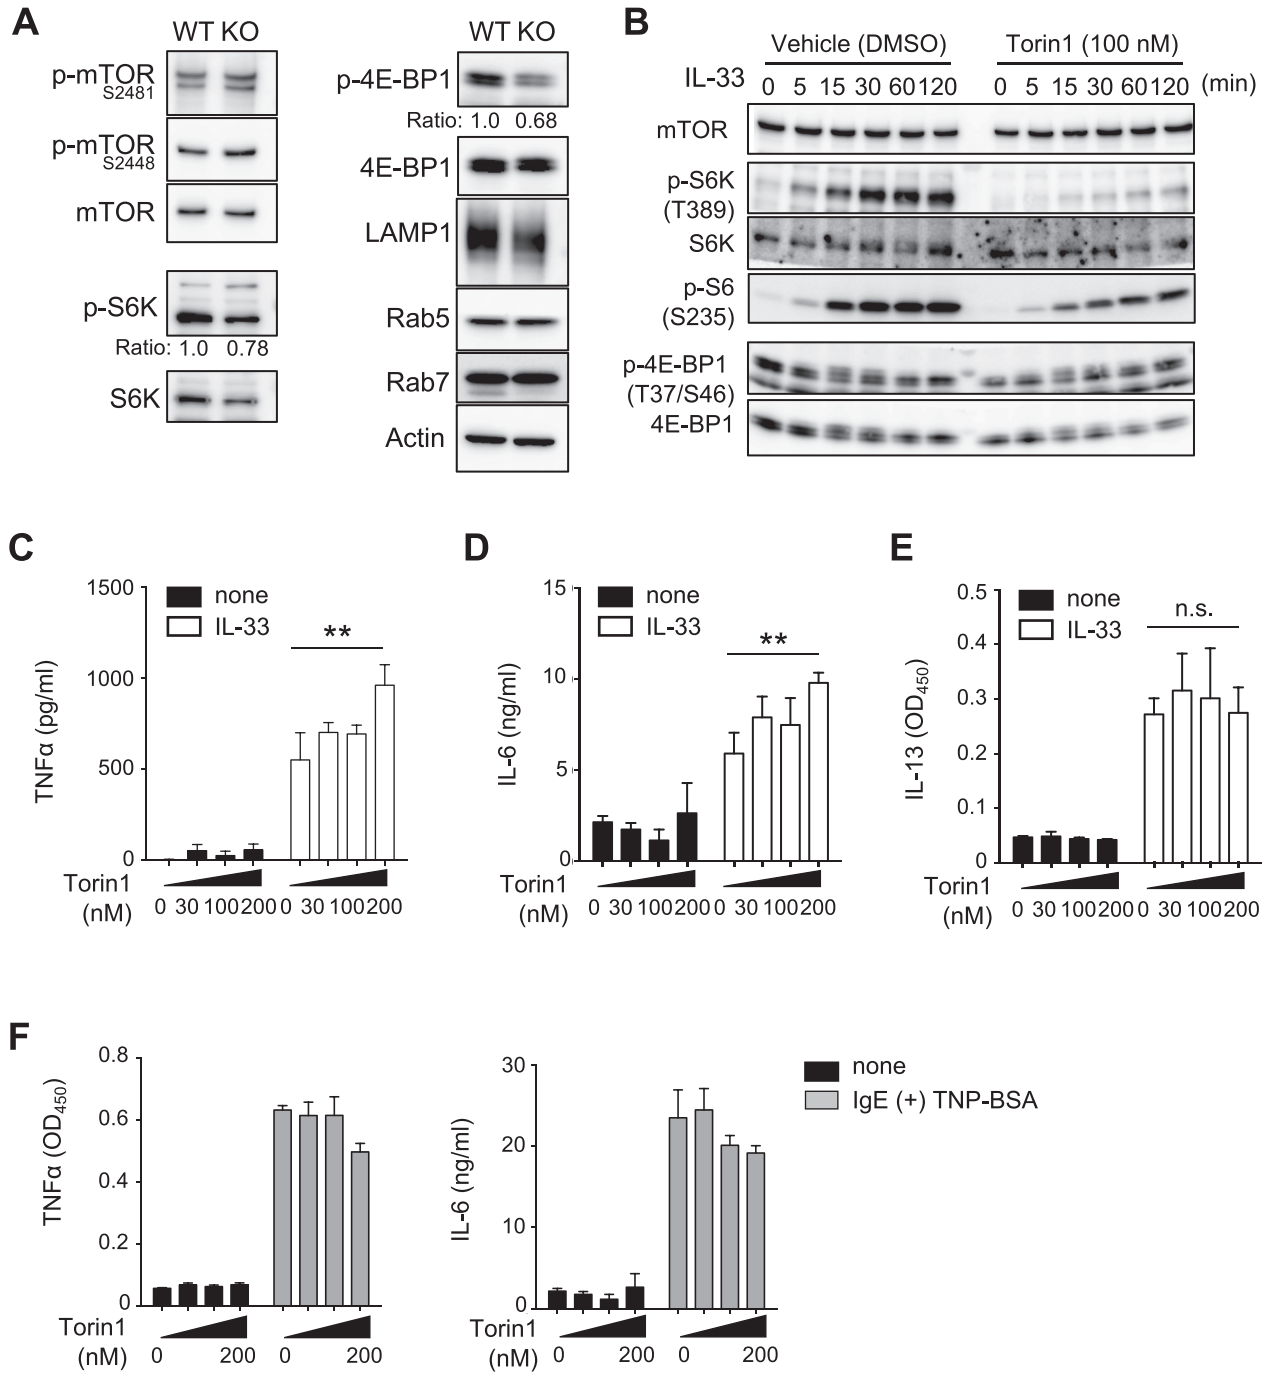 A
WT KO
p-mTOR
S2481
p-mTOR
S2448
mTOR
p-S6K
Ratio: 1.0 0.78
S6K
WT KO
p-4E-BP1
Ratio: 1.0 0.68
4E-BP1
LAMP1
Rab5
Rab7
Actin
B
Vehicle (DMSO) Torin1 (100 nM)
IL-33 0 5 15 30 60 120 0 5 15 30 60 120 (min)
mTOR
p-S6K
(T389)
S6K
p-S6
(S235)
p-4E-BP1
(T37/S46)
4E-BP1
C
TNFα (pg/ml)
1500
1000
500
0
none
IL-33
**
Torin1
(nM)
0 30 100 200 0 30 100 200
D
IL-6 (ng/ml)
15
10
5
0
none
IL-33
**
Torin1
(nM)
0 30 100 200 0 30 100 200
E
IL-13 (OD450)
0.5
0.4
0.3
0.2
0.1
0
none
IL-33
n.s.
Torin1
(nM)
0 30 100 200 0 30 100 200
F
TNFα (OD450)
0.8
0.6
0.4
0.2
0
Torin1
(nM)
0 200 0 200
IL-6 (ng/ml)
30
20
10
0
Torin1
(nM)
0 200 0 200
none
IgE (+) TNP-BSA